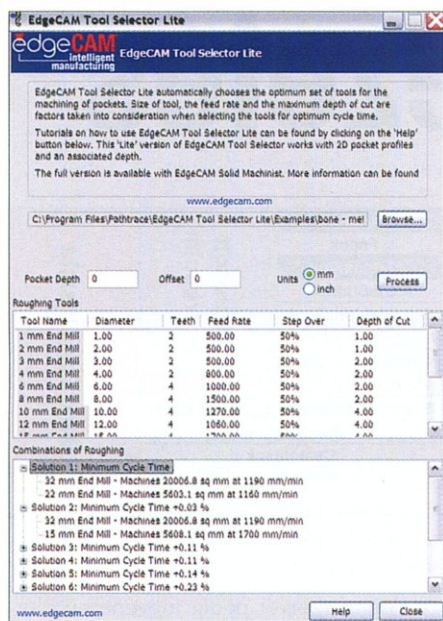 EdgeCAM Tool Selector Lite
edgeCAM
intelligent
manufacturing
EdgeCAM Tool Selector Lite
EdgeCAM Tool Selector Lite automatically chooses the optimum set of tools for the
machining of pockets. Size of tool, the feed rate and the maximum depth of cut are
factors taken into consideration when selecting the tools for optimum cycle time.
Tutorials on how to use EdgeCAM Tool Selector Lite can be found by clicking on the 'Help'
button below. This 'Lite' version of EdgeCAM Tool Selector works with 2D pocket profiles
and an associated depth.
The full version is available with EdgeCAM Solid Machinist. More information can be found
www.edgecam.com
C:\Program Files\Pathtrace\EdgeCAM Tool Selector Lite\Examples\bone - met Browse...
Pocket Depth 0 Offset 0 Units mm
inch
Process
Roughing Tools
Tool Name Diameter Teeth Feed Rate Step Over Depth of Cut
1 mm End Mill 1.00 2 500.00 50% 1.00
2 mm End Mill 2.00 2 500.00 50% 1.00
3 mm End Mill 3.00 2 500.00 50% 2.00
4 mm End Mill 4.00 2 800.00 50% 2.00
6 mm End Mill 6.00 4 1000.00 50% 2.00
8 mm End Mill 8.00 4 1500.00 50% 2.00
10 mm End Mill 10.00 4 1270.00 50% 4.00
12 mm End Mill 12.00 4 1060.00 50% 4.00
15 mm End Mill 15.00 4 1700.00 50% 4.00
Combinations of Roughing
Solution 1: Minimum Cycle Time
32 mm End Mill - Machines 20006.8 sq mm at 1190 mm/min
22 mm End Mill - Machines 5603.1 sq mm at 1160 mm/min
Solution 2: Minimum Cycle Time +0.03 %
32 mm End Mill - Machines 20006.8 sq mm at 1190 mm/min
15 mm End Mill - Machines 5608.1 sq mm at 1700 mm/min
Solution 3: Minimum Cycle Time +0.11 %
Solution 4: Minimum Cycle Time +0.11 %
Solution 5: Minimum Cycle Time +0.14 %
Solution 6: Minimum Cycle Time +0.23 %
www.edgecam.com
Help Close